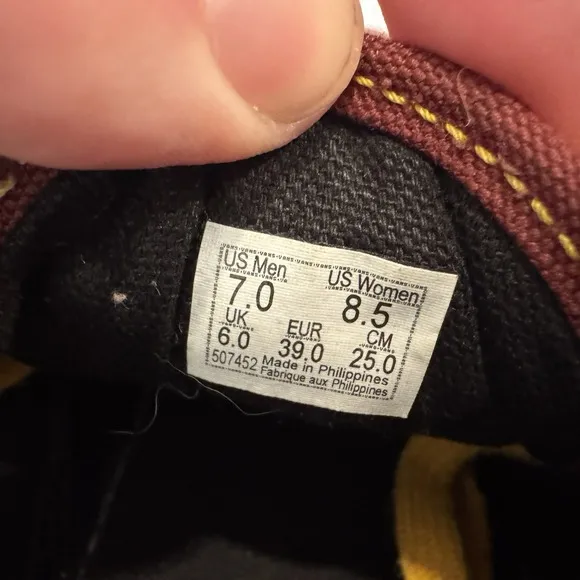 US Men US Women
7.0 8.5
UK EUR CM
6.0 39.0 25.0
507452 Made in Philippines
Fabrique aux Philippines